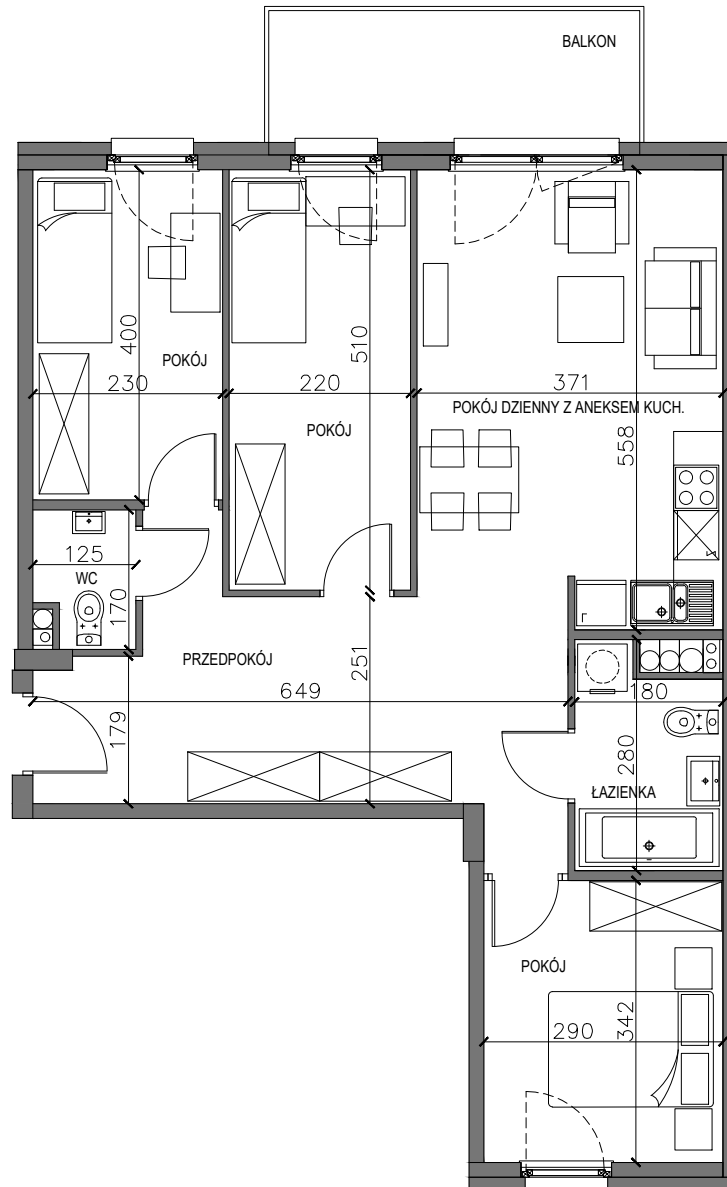 BALKON
400
510
230
POKÓJ
220
371
POKÓJ DZIENNY Z ANEKSEM KUCH.
POKÓJ
558
125
WC
170
PRZEDPOKÓJ
251
649
180
179
280
ŁAZIENKA
POKÓJ
290
342